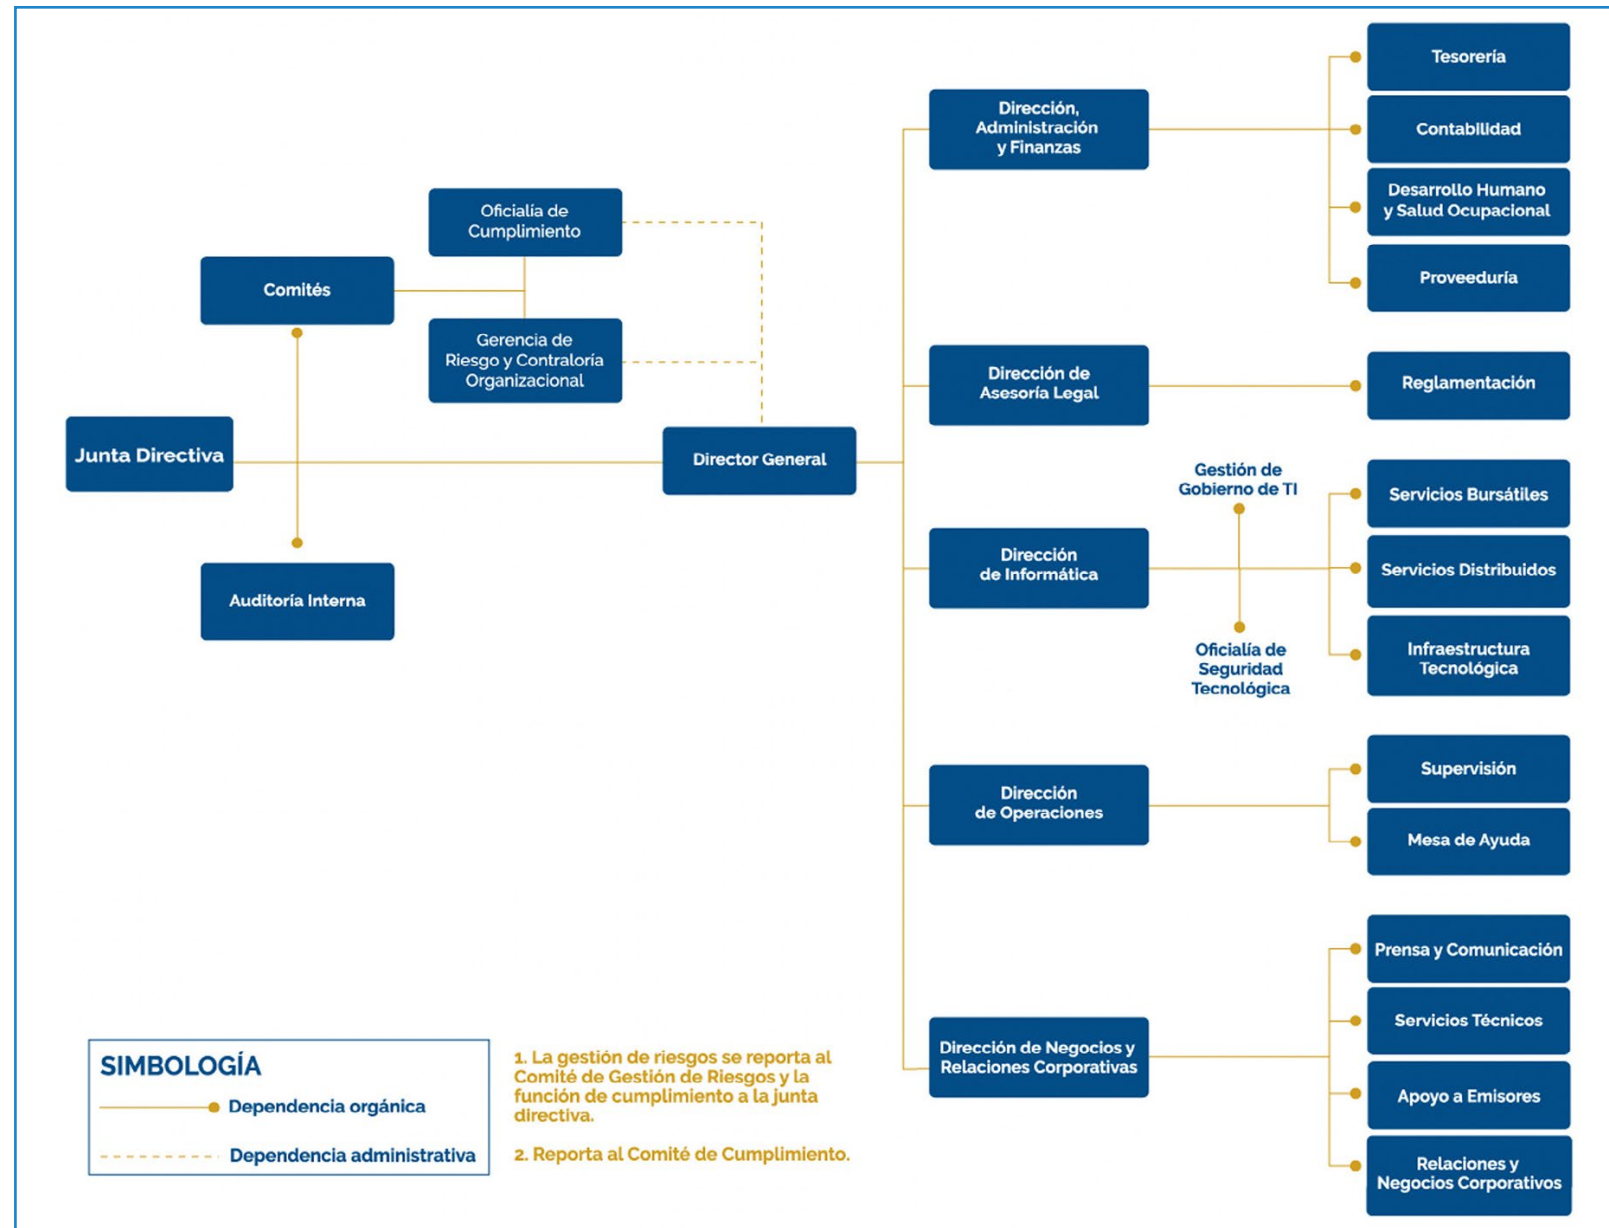 Junta Directiva
Comités
Auditoría Interna
Oficialía de
Cumplimiento
Gerencia de
Riesgo y Contraloría
Organizacional
Director General
Dirección,
Administración
y Finanzas
Tesorería
Contabilidad
Desarrollo Humano
y Salud Ocupacional
Proveeduría
Dirección de
Asesoría Legal
Reglamentación
Dirección
de Informática
Gestión de
Gobierno de TI
Oficialía de
Seguridad
Tecnológica
Servicios Bursátiles
Servicios Distribuidos
Infraestructura
Tecnológica
Dirección
de Operaciones
Supervisión
Mesa de Ayuda
Dirección de Negocios y
Relaciones Corporativas
Prensa y Comunicación
Servicios Técnicos
Apoyo a Emisores
Relaciones y
Negocios Corporativos
SIMBOLOGÍA
Dependencia orgánica
Dependencia administrativa
1. La gestión de riesgos se reporta al
Comité de Gestión de Riesgos y la
función de cumplimiento a la junta
directiva.
2. Reporta al Comité de Cumplimiento.